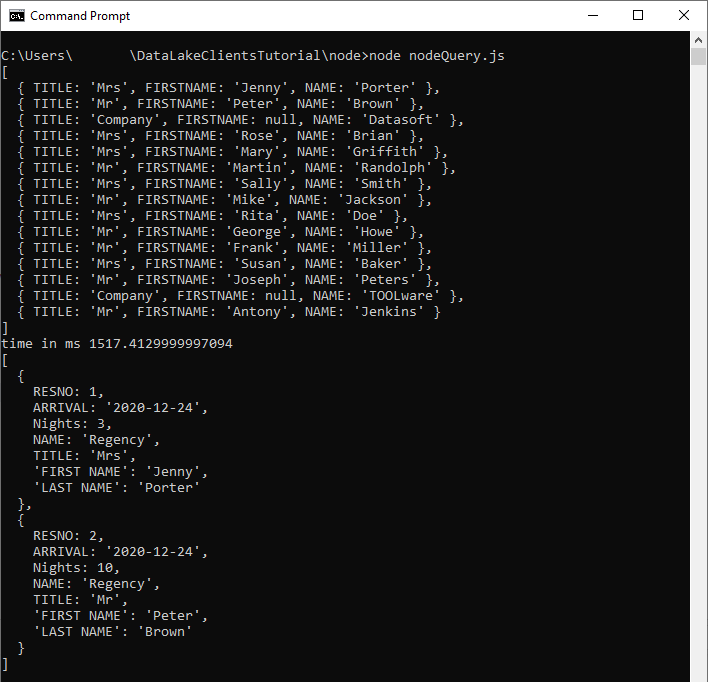 Command Prompt
C:\Users\ \DataLakeClientsTutorial\node>node nodeQuery.js
[
  { TITLE: 'Mrs', FIRSTNAME: 'Jenny', NAME: 'Porter' },
  { TITLE: 'Mr', FIRSTNAME: 'Peter', NAME: 'Brown' },
  { TITLE: 'Company', FIRSTNAME: null, NAME: 'Datasoft' },
  { TITLE: 'Mrs', FIRSTNAME: 'Rose', NAME: 'Brian' },
  { TITLE: 'Mrs', FIRSTNAME: 'Mary', NAME: 'Griffith' },
  { TITLE: 'Mr', FIRSTNAME: 'Martin', NAME: 'Randolph' },
  { TITLE: 'Mrs', FIRSTNAME: 'Sally', NAME: 'Smith' },
  { TITLE: 'Mr', FIRSTNAME: 'Mike', NAME: 'Jackson' },
  { TITLE: 'Mrs', FIRSTNAME: 'Rita', NAME: 'Doe' },
  { TITLE: 'Mr', FIRSTNAME: 'George', NAME: 'Howe' },
  { TITLE: 'Mr', FIRSTNAME: 'Frank', NAME: 'Miller' },
  { TITLE: 'Mrs', FIRSTNAME: 'Susan', NAME: 'Baker' },
  { TITLE: 'Mr', FIRSTNAME: 'Joseph', NAME: 'Peters' },
  { TITLE: 'Company', FIRSTNAME: null, NAME: 'TOOLware' },
  { TITLE: 'Mr', FIRSTNAME: 'Antony', NAME: 'Jenkins' }
]
time in ms 1517.4129999997094
[
  {
    RESNO: 1,
    ARRIVAL: '2020-12-24',
    Nights: 3,
    NAME: 'Regency',
    TITLE: 'Mrs',
    'FIRST NAME': 'Jenny',
    'LAST NAME': 'Porter'
  },
  {
    RESNO: 2,
    ARRIVAL: '2020-12-24',
    Nights: 10,
    NAME: 'Regency',
    TITLE: 'Mr',
    'FIRST NAME': 'Peter',
    'LAST NAME': 'Brown'
  }
]